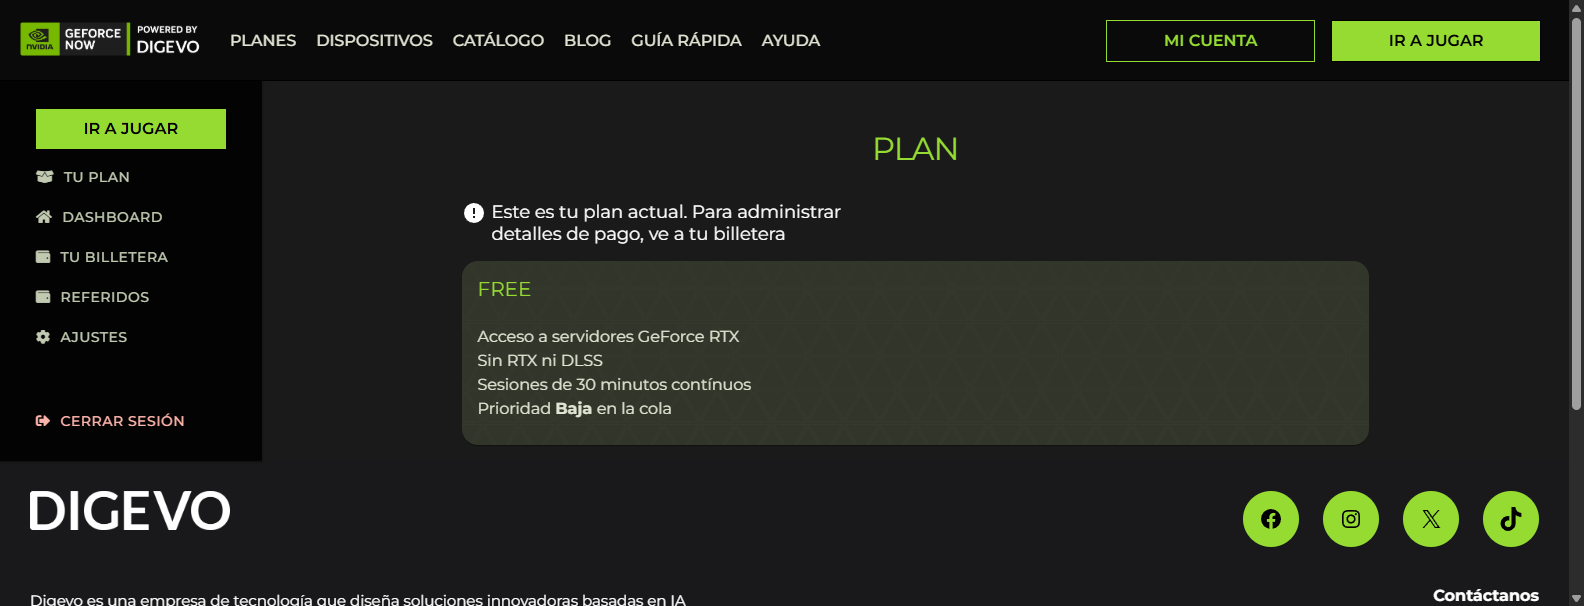 NVIDIA
GEFORCE NOW
POWERED BY
DIGEVO
PLANES
DISPOSITIVOS
CATÁLOGO
BLOG
GUÍA RÁPIDA
AYUDA
MI CUENTA
IR A JUGAR
IR A JUGAR
TU PLAN
DASHBOARD
TU BILLETERA
REFERIDOS
AJUSTES
CERRAR SESIÓN
PLAN
Este es tu plan actual. Para administrar
detalles de pago, ve a tu billetera
FREE
Acceso a servidores GeForce RTX
Sin RTX ni DLSS
Sesiones de 30 minutos contínuos
Prioridad Baja en la cola
DIGEVO
Digevo es una empresa de tecnología que diseña soluciones innovadoras basadas en IA
Contáctanos